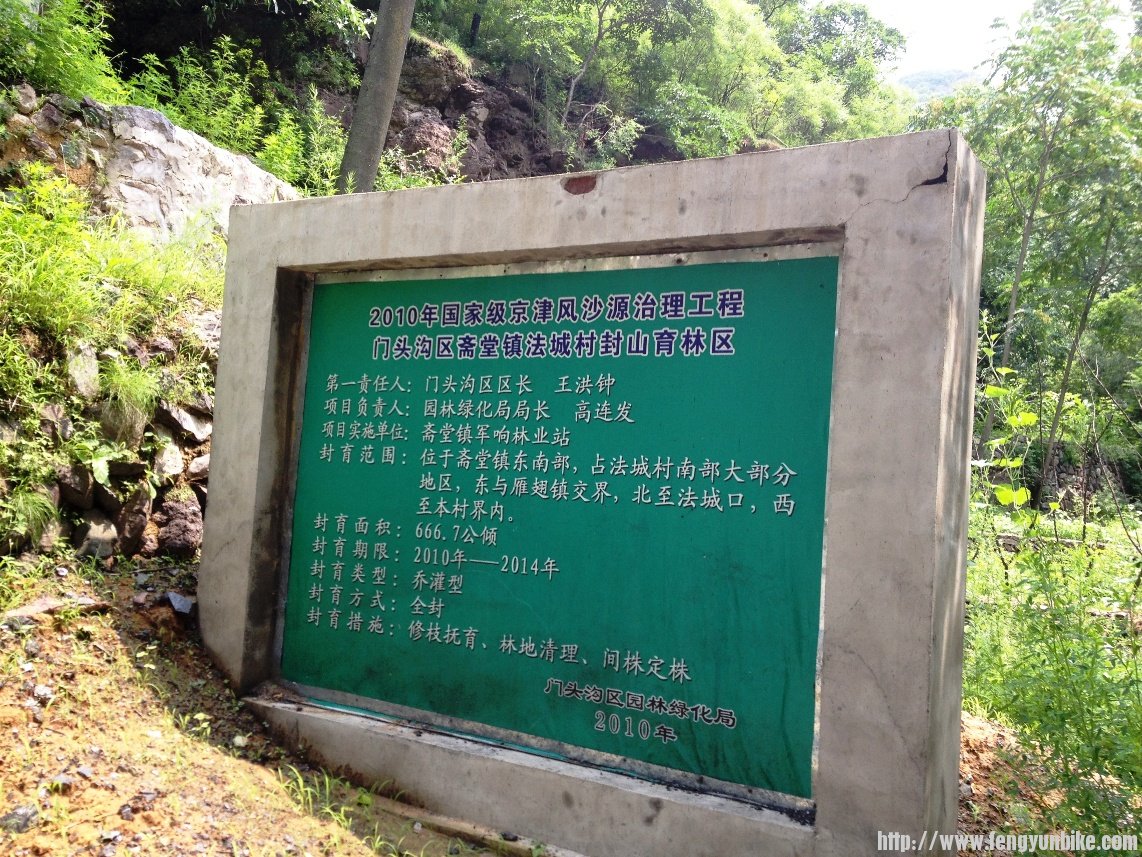 2010年国家级京津风沙源治理工程
门头沟区斋堂镇法城村封山育林区
第一责任人：门头沟区区长 王洪钟
项目负责人：园林绿化局局长 高连发
项目实施单位：斋堂镇军响林业站
封育范围：位于斋堂镇东南部，占法城村南部大部分
地区，东与雁翅镇交界，北至法城口，西
至本村界内。
封育面积：666.7公倾
封育期限：2010年——2014年
封育类型：乔灌型
封育方式：全封
封育措施：修枝抚育、林地清理、间株定株
门头沟区园林绿化局
2010年
http://www.fengyunbike.com